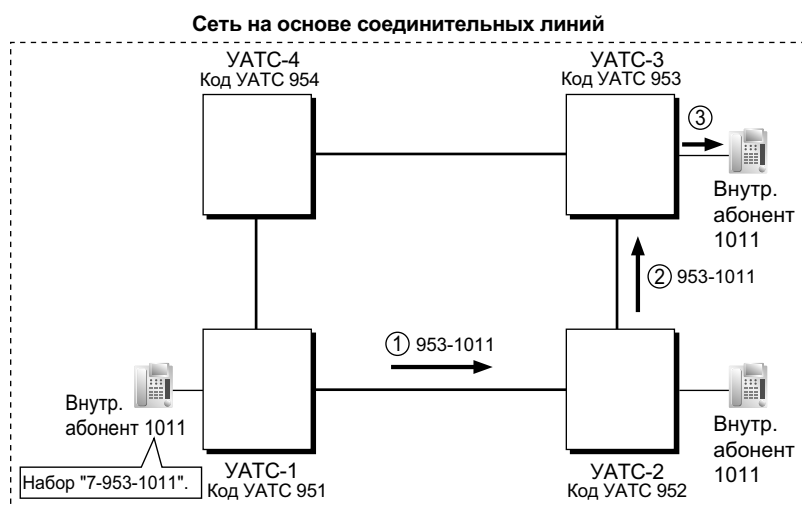 Сеть на основе соединительных линий
УАТС-4
Код УАТС 954
УАТС-3
Код УАТС 953
③
Внутр.
абонент
1011
② 953-1011
① 953-1011
Внутр.
абонент 1011
Набор "7-953-1011".
УАТС-1
Код УАТС 951
УАТС-2
Код УАТС 952
Внутр.
абонент
1011